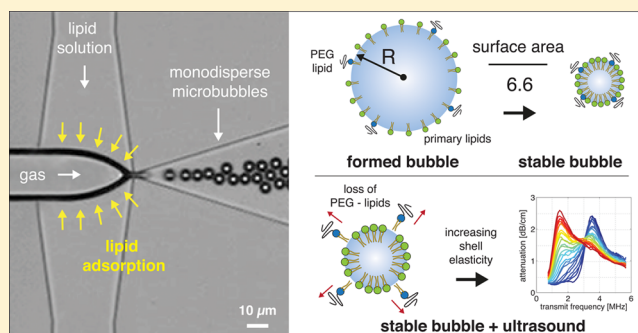 lipid
solution
monodisperse
microbubbles
gas
lipid
adsorption
10 µm
PEG
lipid
R
primary lipids
formed bubble
surface area
6.6
stable bubble
loss of
PEG - lipids
increasing
shell
elasticity
attenuation [dB/cm]
3
2
1
0
2
4
6
transmit frequency [MHz]
stable bubble + ultrasound